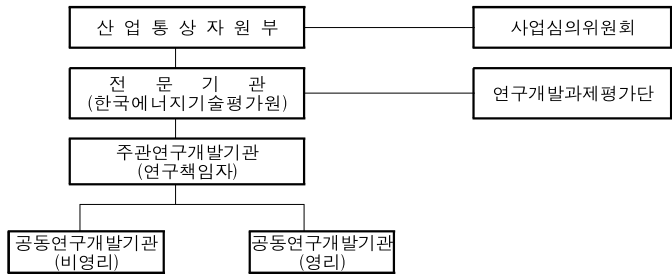 산 업 통 상 자 원 부
사업심의위원회
전 문 기 관
(한국에너지기술평가원)
연구개발과제평가단
주관연구개발기관
(연구책임자)
공동연구개발기관
(비영리)
공동연구개발기관
(영리)